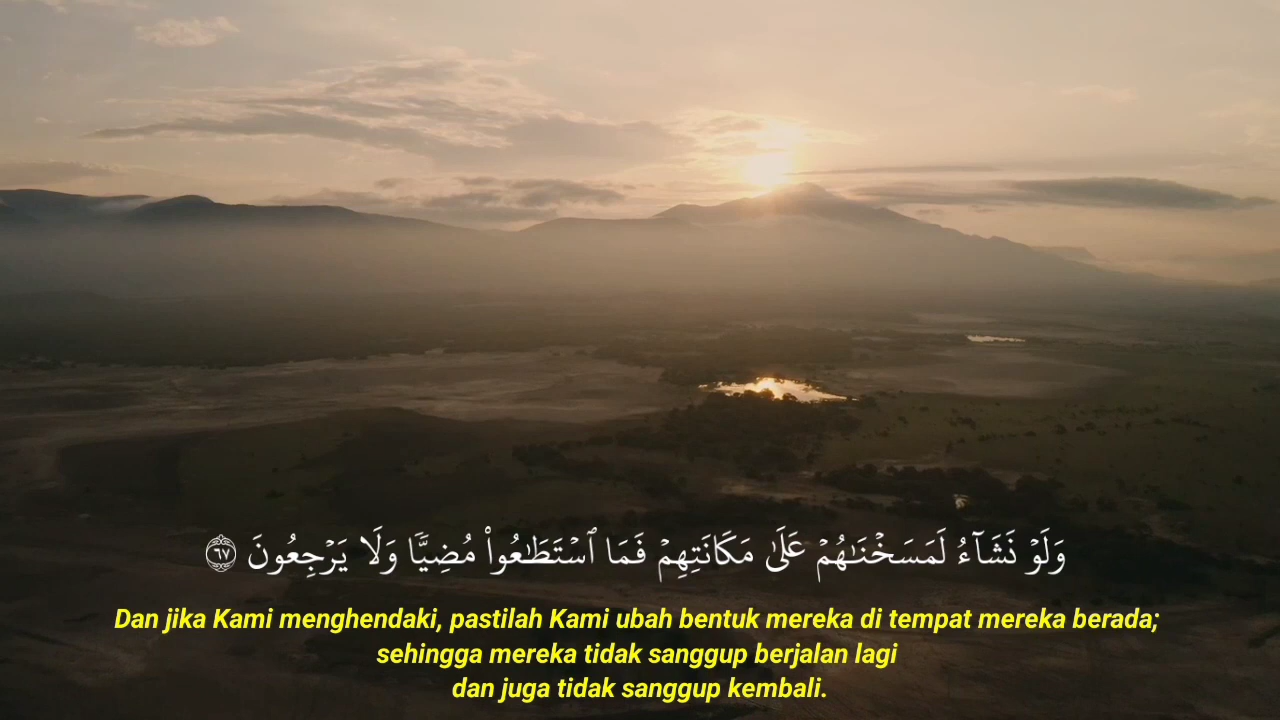 وَلَوْ نَشَآءُ لَمَسَخْنَـٰهُمْ عَلَىٰ مَكَانَتِهِمْ فَمَا ٱسْتَطَـٰعُوا۟ مُضِيًّۭا وَلَا يَرْجِعُونَ ٦٧
Dan jika Kami menghendaki, pastilah Kami ubah bentuk mereka di tempat mereka berada;
sehingga mereka tidak sanggup berjalan lagi
dan juga tidak sanggup kembali.